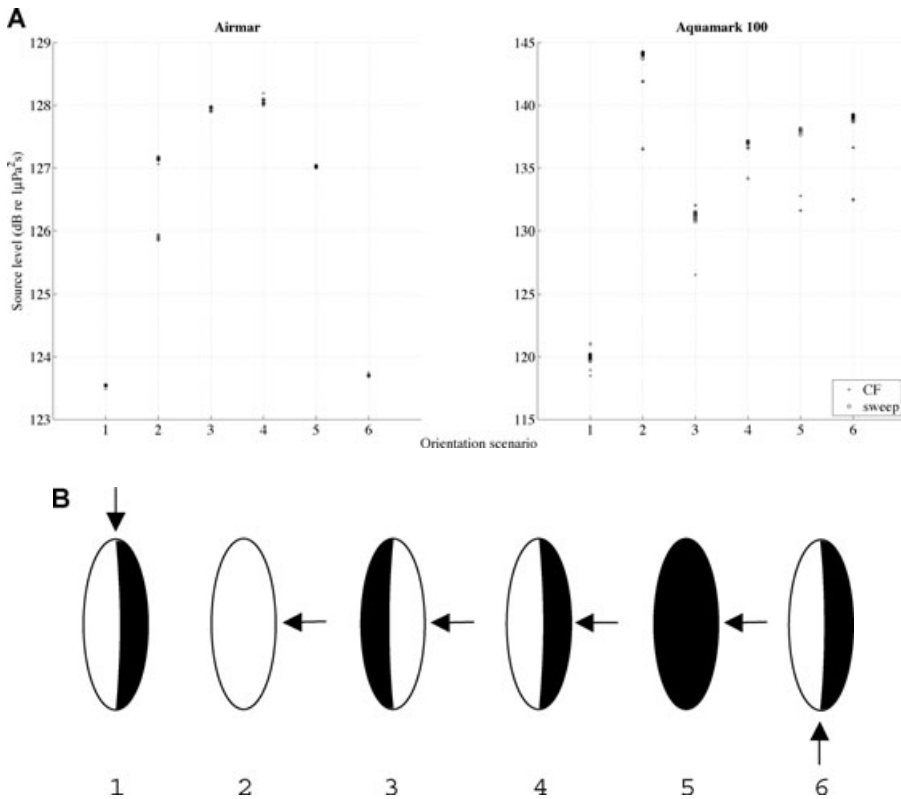 A
Airmar
Aquamark 100
129
128
127
126
125
124
123
145
140
135
130
125
120
115
Source level (dB re 1μPa²s)
CF
sweep
1 2 3 4 5 6
1 2 3 4 5 6
Orientation scenario
B
1 2 3 4 5 6